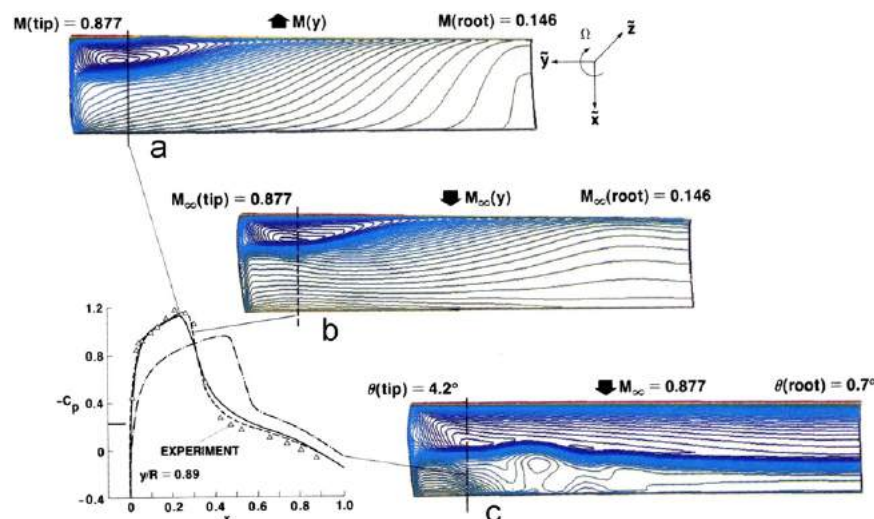 M(tip) = 0.877 M(y) M(root) = 0.146
Ω
z̃
ỹ
x̃
a
M∞(tip) = 0.877 M∞(y) M∞(root) = 0.146
b
1.2
0.8
-Cp 0.4
0
-0.4
EXPERIMENT
y/R = 0.89
0 0.2 0.4 0.6 0.8 1.0
θ(tip) = 4.2° M∞ = 0.877 θ(root) = 0.7°
c